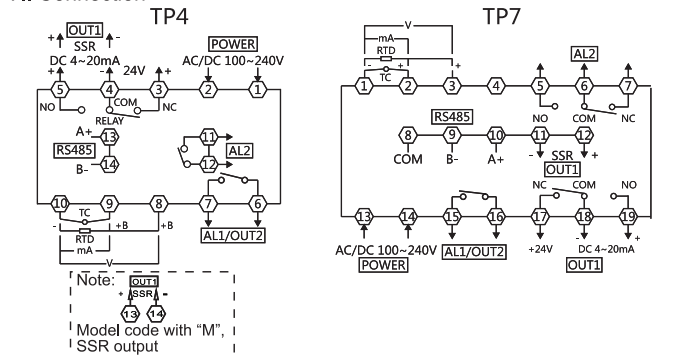 TP4
TP7
+ OUT1 -
SSR
DC 4~20mA
POWER
AC/DC 100~240V
+ - 24V +
5 4 3 2 1
NO COM NC
RELAY
A+ 13
RS485
B- 14
11
12 AL2
10 9 8 7 6
TC
- +B +B
RTD
mA
V
AL1/OUT2
Note: OUT1
+ SSR -
13 14
Model code with "M",
SSR output
V
mA
RTD
- + +
TC
AL2
1 2 3 4 5 6 7
NO COM NC
RS485
8 9 10 11 12
COM B- A+ - SSR +
OUT1
NC COM NO
13 14 15 16 17 18 19
AC/DC 100~240V
POWER
AL1/OUT2
+24V - DC 4~20mA +
OUT1